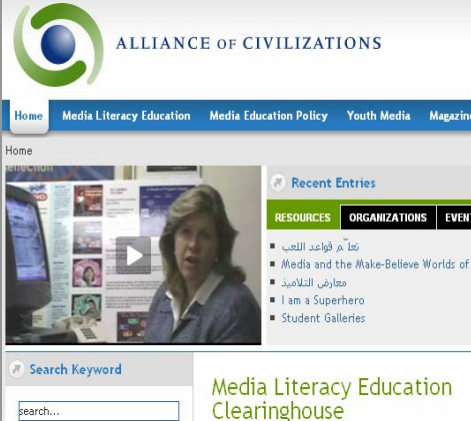 ALLIANCE OF CIVILIZATIONS
Home Media Literacy Education Media Education Policy Youth Media Magazine
Home
Recent Entries
RESOURCES ORGANIZATIONS EVENT
تعلّم قواعد اللعب
Media and the Make-Believe Worlds of
معارض التلاميذ
I am a Superhero
Student Galleries
Search Keyword
search...
Media Literacy Education
Clearinghouse